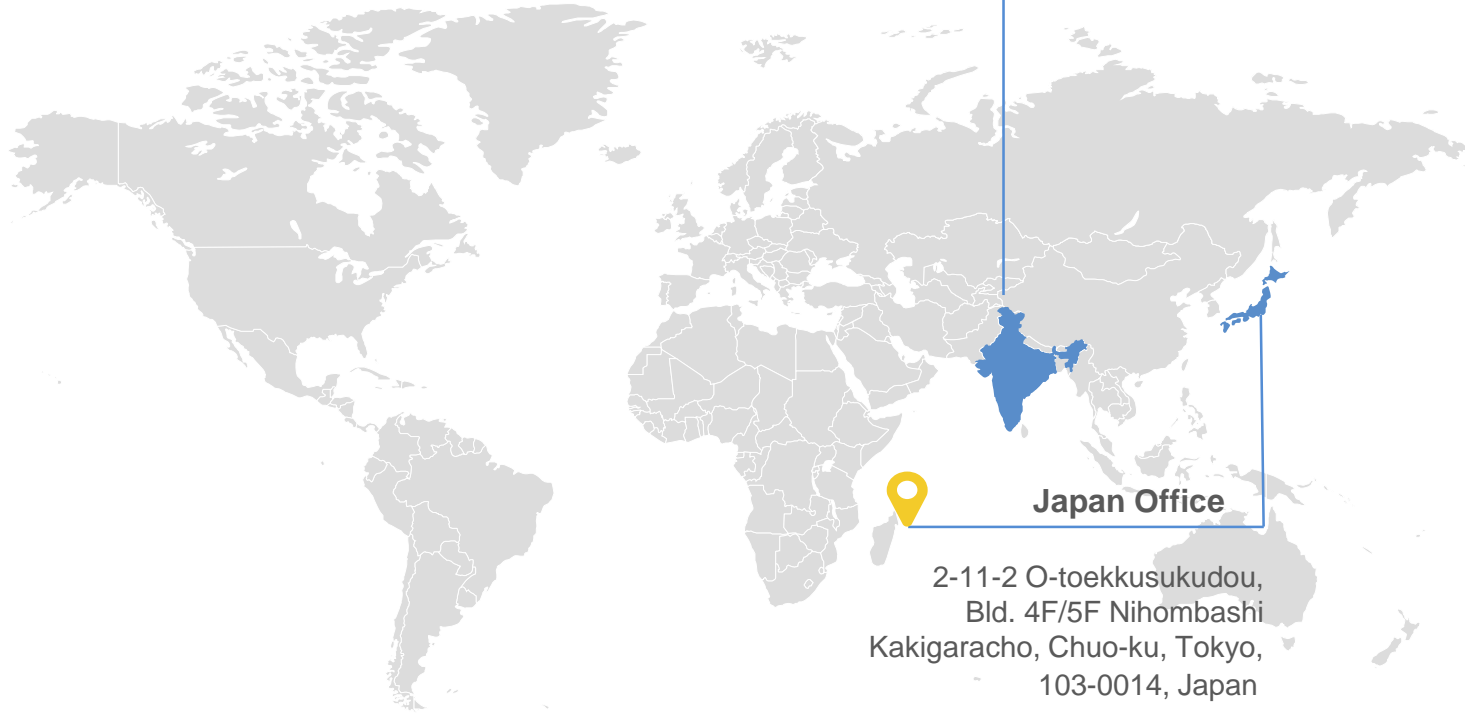 Japan Office
2-11-2 O-toekkusukudou,
Bld. 4F/5F Nihombashi
Kakigaracho, Chuo-ku, Tokyo,
103-0014, Japan